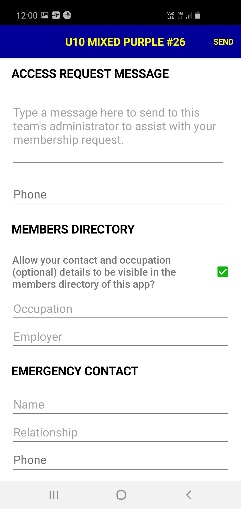 12:00
U10 MIXED PURPLE #26
SEND
ACCESS REQUEST MESSAGE
Type a message here to send to this
team's administrator to assist with your
membership request.
Phone
MEMBERS DIRECTORY
Allow your contact and occupation
(optional) details to be visible in the
members directory of this app?
Occupation
Employer
EMERGENCY CONTACT
Name
Relationship
Phone